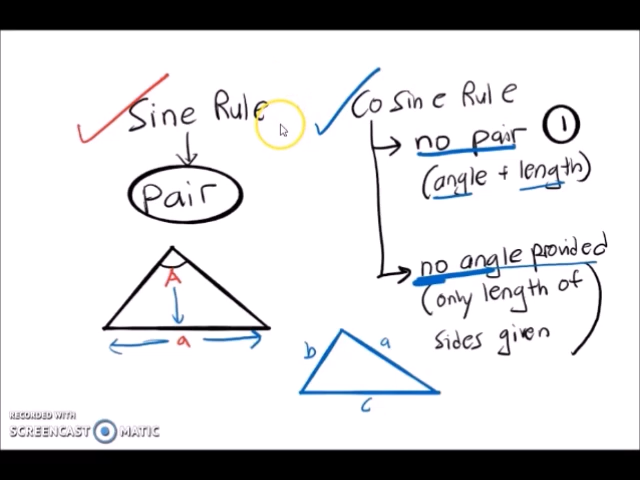 Sine Rule
Pair
A
a
Cosine Rule
no pair
1
(angle + length)
no angle provided
(only length of
sides given)
b
a
c
RECORDED WITH
SCREENCAST MATIC